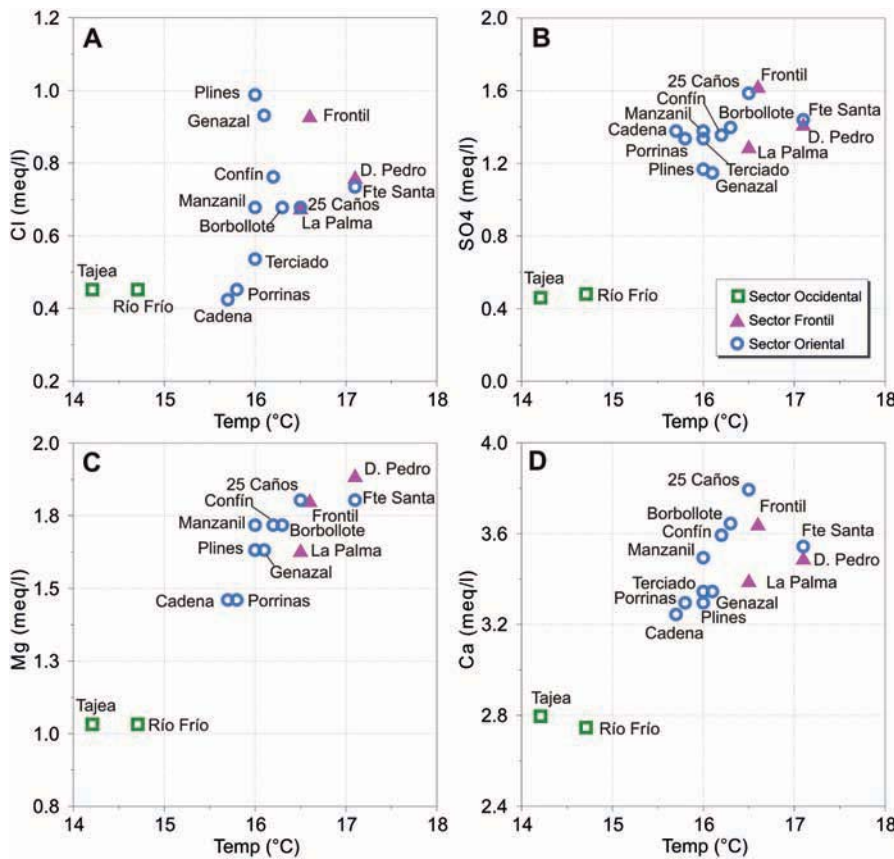 A
Cl (meq/l)
1.2
1.0
0.8
0.6
0.4
0.2
Plines
Genazal
Frontil
Confín
D. Pedro
Fte Santa
Manzanil
25 Caños
Borbollote
La Palma
Terciado
Tajea
Río Frío
Porrinas
Cadena
14 15 16 17 18
Temp (°C)
B
SO4 (meq/l)
2.0
1.6
1.2
0.8
0.4
0.0
25 Caños
Frontil
Confín
Manzanil
Borbollote
Fte Santa
Cadena
D. Pedro
Porrinas
La Palma
Terciado
Plines
Genazal
Tajea
Río Frío
Sector Occidental
Sector Frontil
Sector Oriental
14 15 16 17 18
Temp (°C)
C
Mg (meq/l)
2.0
1.8
1.5
1.3
1.0
0.8
D. Pedro
25 Caños
Confín
Fte Santa
Frontil
Manzanil
Borbollote
Plines
La Palma
Genazal
Cadena
Porrinas
Tajea
Río Frío
14 15 16 17 18
Temp (°C)
D
Ca (meq/l)
4.0
3.6
3.2
2.8
2.4
25 Caños
Frontil
Borbollote
Confín
Fte Santa
Manzanil
D. Pedro
Terciado
La Palma
Porrinas
Genazal
Plines
Cadena
Tajea
Río Frío
14 15 16 17 18
Temp (°C)